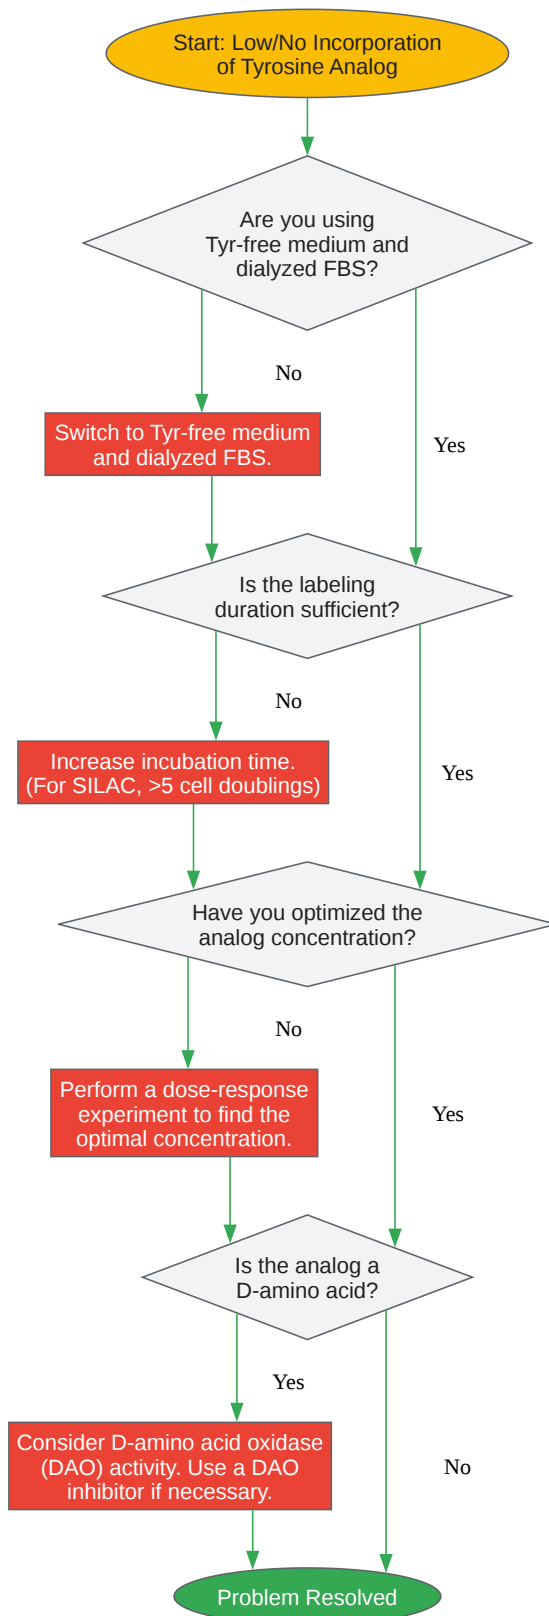 Start: Low/No Incorporation
of Tyrosine Analog
Are you using
Tyr-free medium and
dialyzed FBS?
No
Switch to Tyr-free medium
and dialyzed FBS.
Yes
Is the labeling
duration sufficient?
No
Increase incubation time.
(For SILAC, >5 cell doublings)
Yes
Have you optimized the
analog concentration?
No
Perform a dose-response
experiment to find the
optimal concentration.
Yes
Is the analog a
D-amino acid?
Yes
Consider D-amino acid oxidase
(DAO) activity. Use a DAO
inhibitor if necessary.
No
Problem Resolved